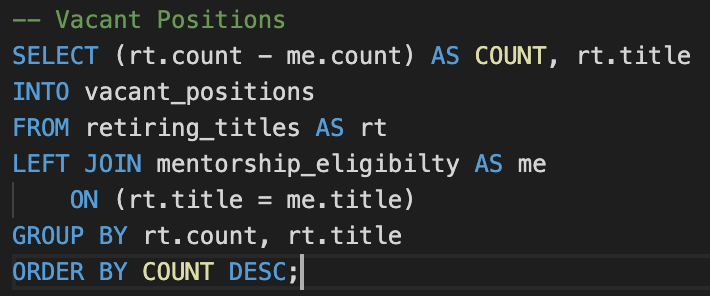 -- Vacant Positions
SELECT (rt.count - me.count) AS COUNT, rt.title
INTO vacant_positions
FROM retiring_titles AS rt
LEFT JOIN mentorship_eligibilty AS me
ON (rt.title = me.title)
GROUP BY rt.count, rt.title
ORDER BY COUNT DESC;